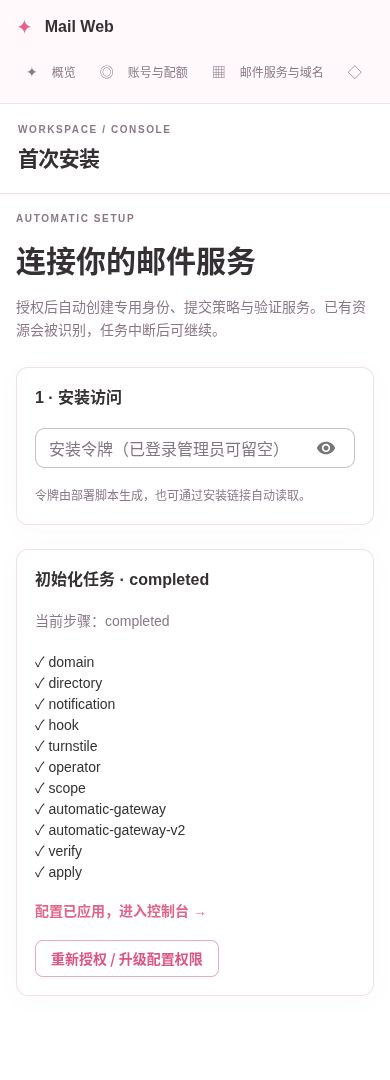 Mail Web
概览 账号与配额 邮件服务与域名
WORKSPACE / CONSOLE
首次安装
AUTOMATIC SETUP
连接你的邮件服务
授权后自动创建专用身份、提交策略与验证服务。已有资
源会被识别，任务中断后可继续。
1 · 安装访问
安装令牌（已登录管理员可留空）
令牌由部署脚本生成，也可通过安装链接自动读取。
初始化任务 · completed
当前步骤：completed
✓ domain
✓ directory
✓ notification
✓ hook
✓ turnstile
✓ operator
✓ scope
✓ automatic-gateway
✓ automatic-gateway-v2
✓ verify
✓ apply
配置已应用，进入控制台 →
重新授权 / 升级配置权限